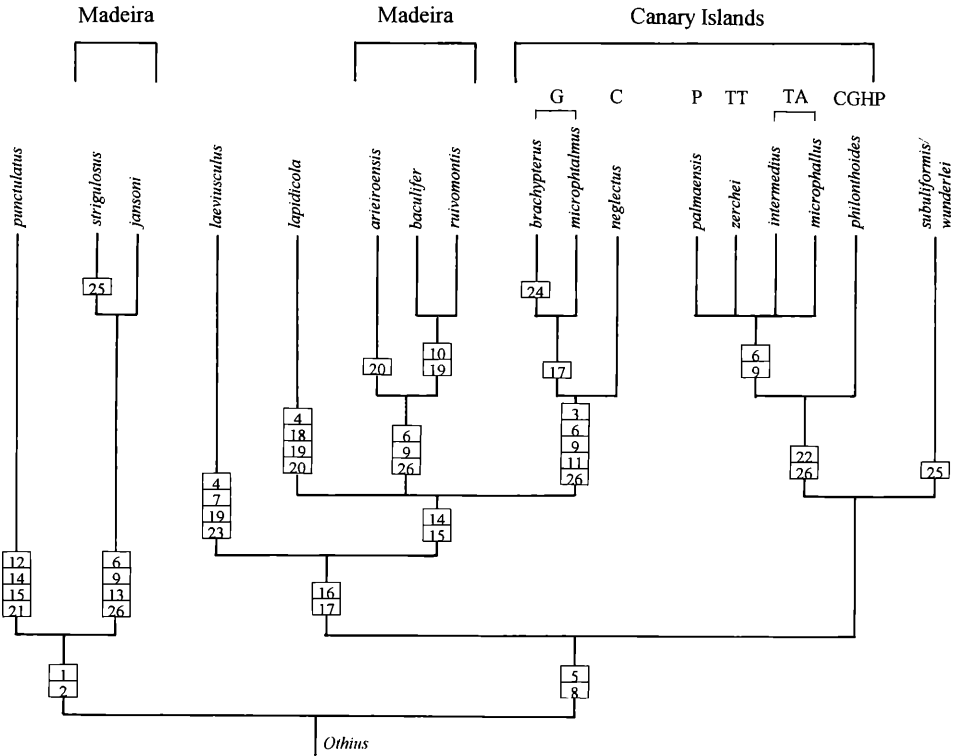 Madeira Madeira Canary Islands
G C P TT TA CGHP
punctulatus
strigulosus
jansoni
laeviusculus
lapidicola
arieiroensis
baculifer
ruivomontis
brachypterus
microphtalmus
neglectus
palmaensis
zerchei
intermedius
microphallus
philonthoides
subuliformis/
wunderlei
25
24
10
19
20
17
6
9
4
18
19
20
6
9
26
3
6
9
11
26
22
26
25
4
7
19
23
14
15
12
14
15
21
6
9
13
26
16
17
1
2
5
8
Othius